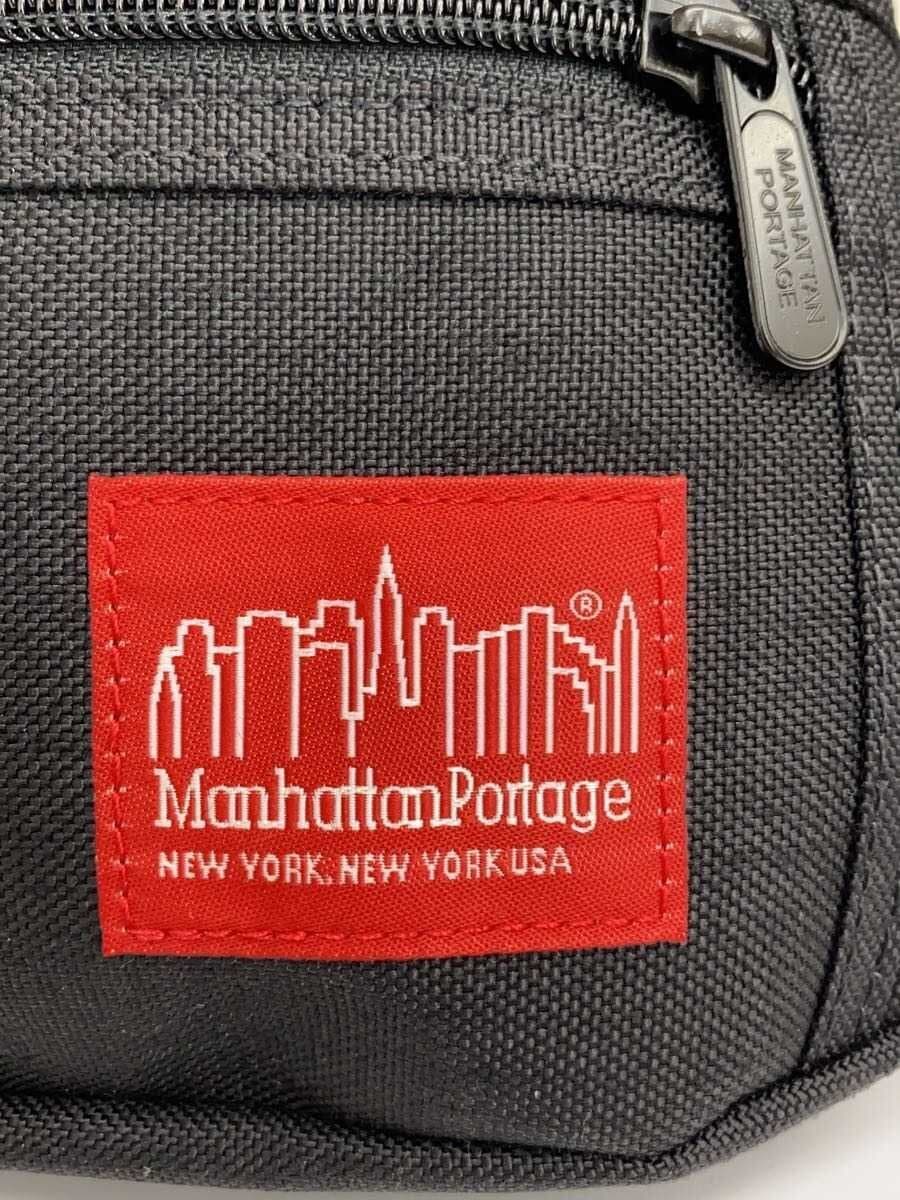 MANHATTAN
PORTAGE
®
ManhattanPortage
NEW YORK, NEW YORK USA